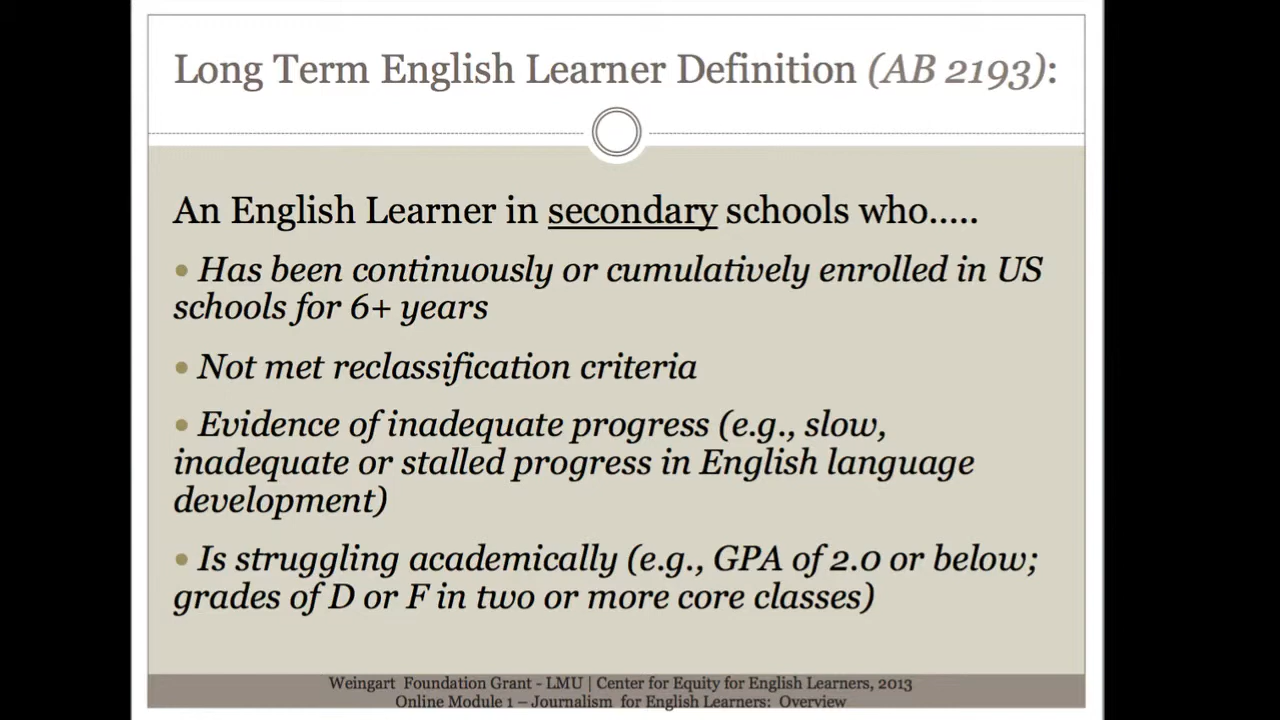 Long Term English Learner Definition (AB 2193):
An English Learner in secondary schools who.....
• Has been continuously or cumulatively enrolled in US
schools for 6+ years
• Not met reclassification criteria
• Evidence of inadequate progress (e.g., slow,
inadequate or stalled progress in English language
development)
• Is struggling academically (e.g., GPA of 2.0 or below;
grades of D or F in two or more core classes)
Weingart Foundation Grant - LMU | Center for Equity for English Learners, 2013
Online Module 1 – Journalism for English Learners: Overview